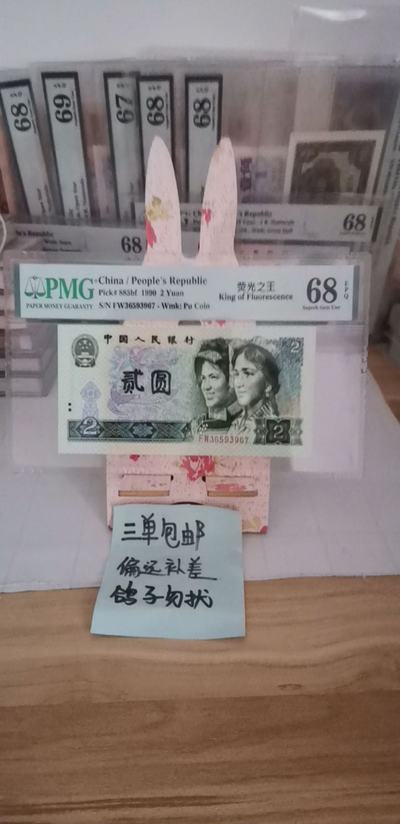 68
69
67
68
68
68
68
68
PMG
PAPER MONEY GUARANTY
China / People's Republic
Pick# 885bf 1990 2 Yuan
S/N FW36593967 - Wmk: Pu Coin
荧光之王
King of Fluorescence
68 EPQ
Superb Gem Unc
中国人民银行
贰圆
2
2
2
FW36593967
三单包邮
偏远补差
鸽子勿扰